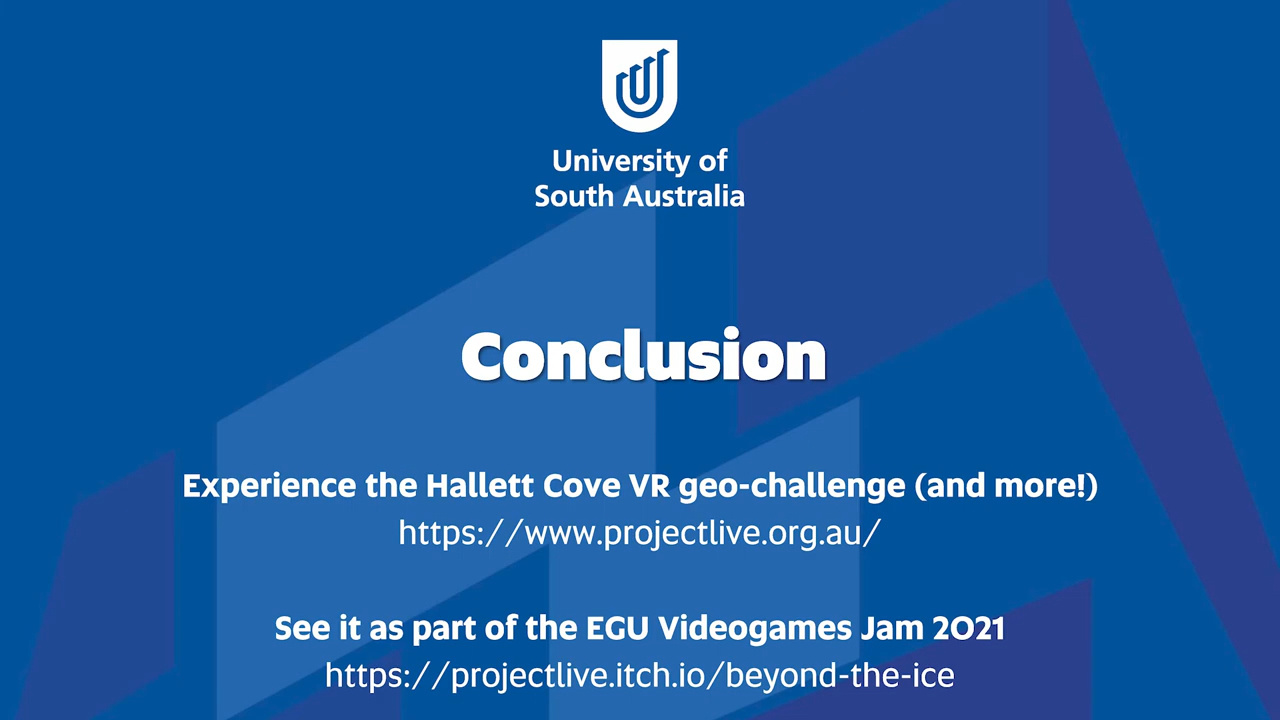 University of
South Australia
Conclusion
Experience the Hallett Cove VR geo-challenge (and more!)
https://www.projectlive.org.au/
See it as part of the EGU Videogames Jam 2021
https://projectlive.itch.io/beyond-the-ice